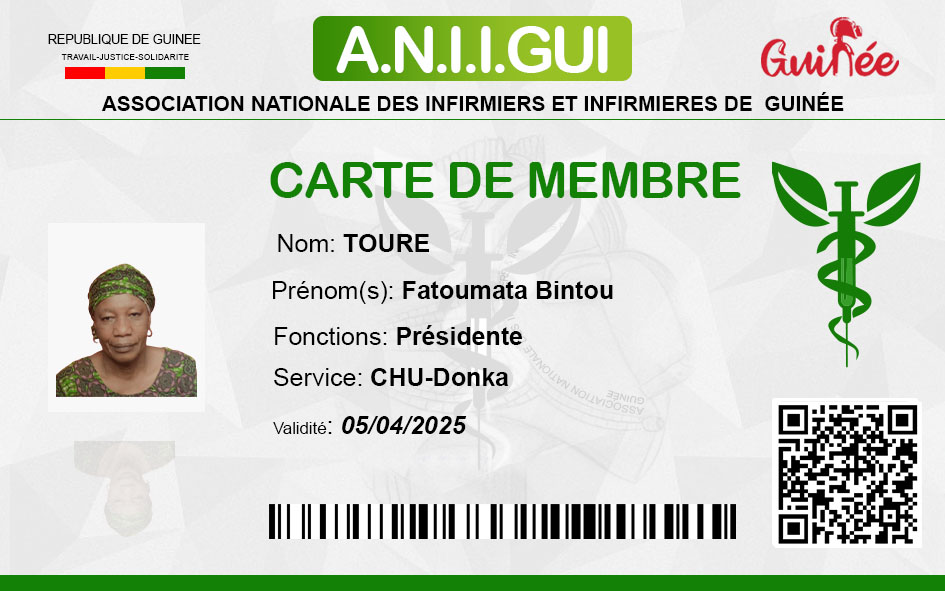 REPUBLIQUE DE GUINEE
TRAVAIL-JUSTICE-SOLIDARITE
A.N.I.I.GUI
Guinée
ASSOCIATION NATIONALE DES INFIRMIERS ET INFIRMIERES DE GUINÉE
CARTE DE MEMBRE
Nom: TOURE
Prénom(s): Fatoumata Bintou
Fonctions: Présidente
Service: CHU-Donka
Validité: 05/04/2025
ASSOCIATION NATIONALE
GUINÉE